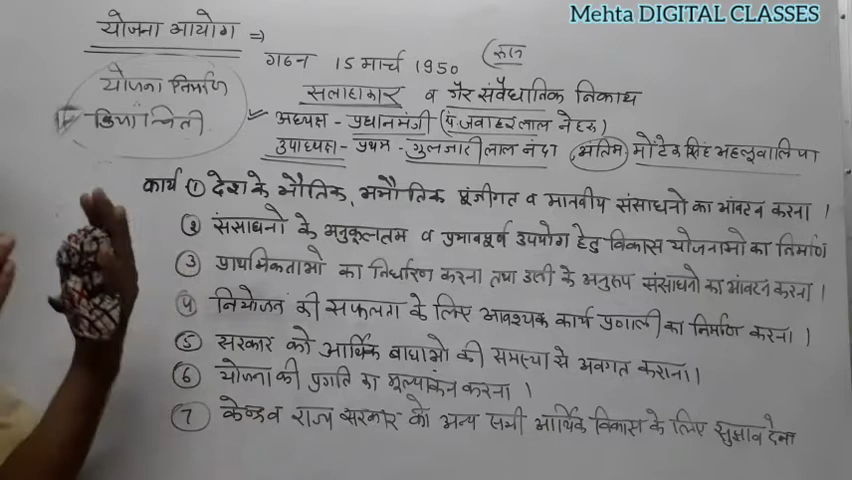 Mehta DIGITAL CLASSES
योजना आयोग ⇒
गठन 15 मार्च 1950 (रूस
योजना निर्माण
सलाहाकार व गैर संवैधानिक निकाय
अध्यक्ष - प्रधानमंत्री (पं. जवाहर लाल नेहरू)
उपाध्यक्ष - प्रथम - गुलजारी लाल नंदा (अंतिम) मोंटेक सिंह अहलूवालिया
कार्य ① देश के भौतिक, अभौतिक पूंजीगत व मानवीय संसाधनो का आंवटन करना।
② संसाधनो के अनुकूलतम व प्रभावपूर्व उपयोग हेतु विकास योजनाओ का निर्माण
③ प्राथमिकताओ का निर्धारण करना तथा उसी के अनुरूप संसाधनो का आंवटन करना।
④ नियोजन की सफलता के लिए आवश्यक कार्य प्रणाली का निर्माण करना।
⑤ सरकार को आर्थिक बाधाओ की समस्या से अवगत कराना।
⑥ योजना की प्रगति का मूल्यांकन करना।
⑦ केन्द्र व राज्य सरकार को अन्य सभी आर्थिक विकास के लिए सुझाव देना